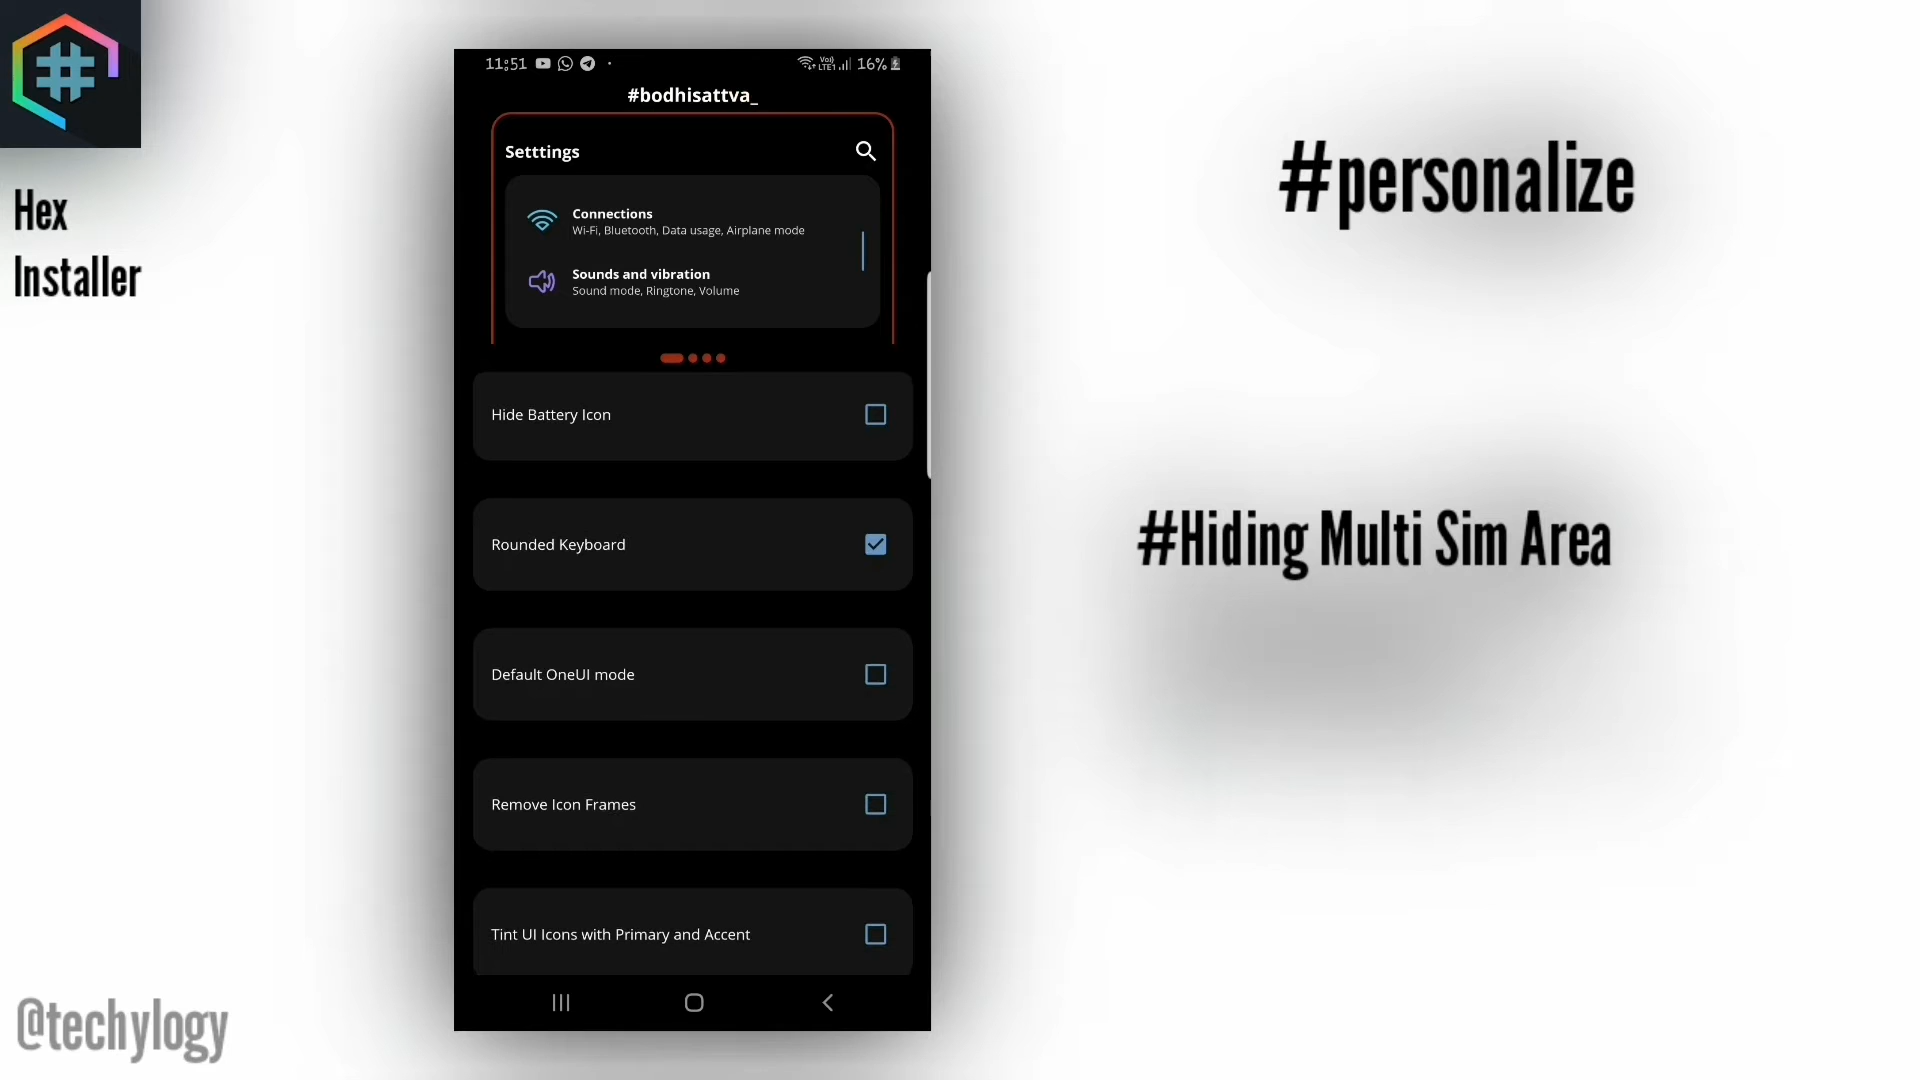 Hex
Installer
11:51
Vo))
LTE1
16%
#bodhisattva_
Setttings
Connections
Wi-Fi, Bluetooth, Data usage, Airplane mode
Sounds and vibration
Sound mode, Ringtone, Volume
Hide Battery Icon
Rounded Keyboard
Default OneUI mode
Remove Icon Frames
Tint UI Icons with Primary and Accent
#personalize
#Hiding Multi Sim Area
@techylogy